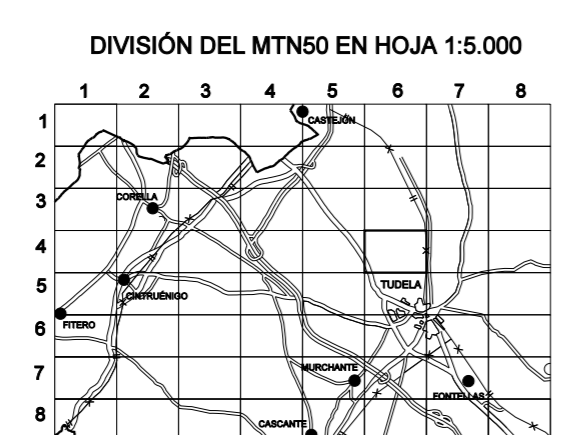 DIVISIÓN DEL MTN50 EN HOJA 1:5.000
1 2 3 4 5 6 7 8
1
CASTEJÓN
2
3
CORELLA
4
5
TUDELA
CINTRUÉNIGO
6
FITERO
7
MURCHANTE
FONTELLAS
8
CASCANTE